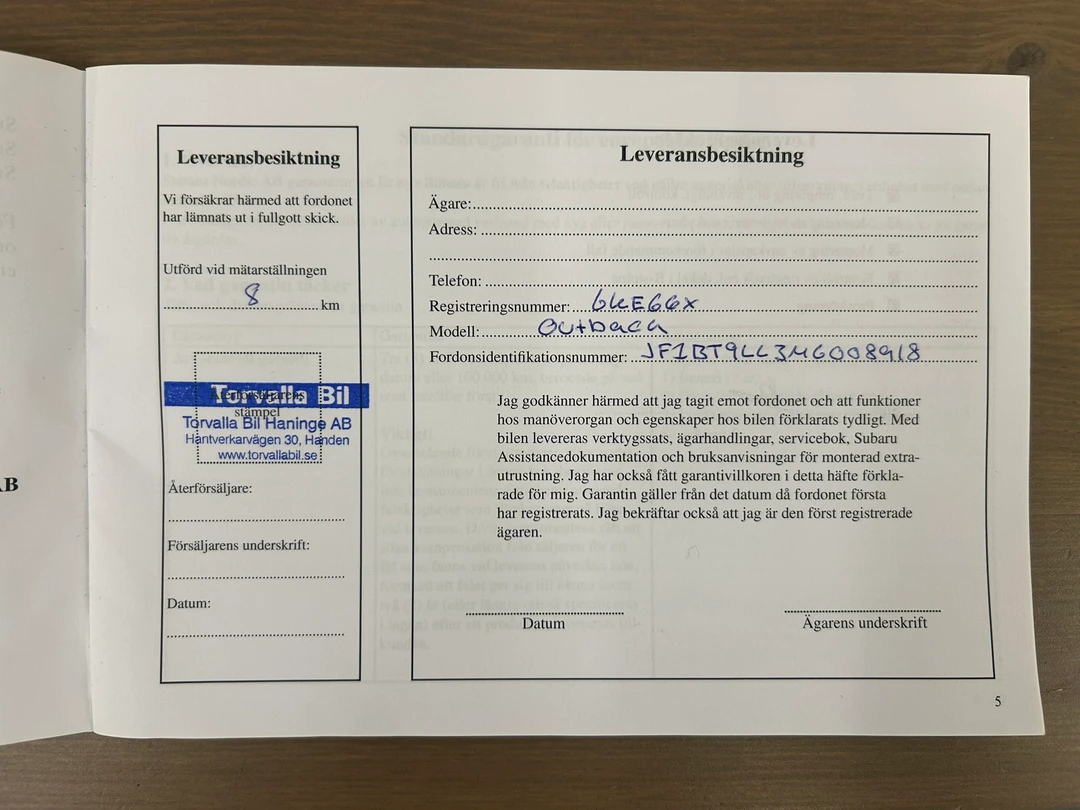 Leveransbesiktning
Vi försäkrar härmed att fordonet
har lämnats ut i fullgott skick.
Utförd vid mätarställningen
8 km
Återförsäljarens
stämpel
Torvalla Bil
Torvalla Bil Haninge AB
Hantverkarvägen 30, Handen
www.torvallabil.se
Återförsäljare:
Försäljarens underskrift:
Datum:
Leveransbesiktning
Ägare:
Adress:
Telefon:
Registreringsnummer: GKE66X
Modell: Outback
Fordonsidentifikationsnummer: JF1BT9LL3MG008918
Jag godkänner härmed att jag tagit emot fordonet och att funktioner
hos manöverorgan och egenskaper hos bilen förklarats tydligt. Med
bilen levereras verktygssats, ägarhandlingar, servicebok, Subaru
Assistancedokumentation och bruksanvisningar för monterad extra-
utrustning. Jag har också fått garantivillkoren i detta häfte förkla-
rade för mig. Garantin gäller från det datum då fordonet första
har registrerats. Jag bekräftar också att jag är den först registrerade
ägaren.
Datum
Ägarens underskrift
5